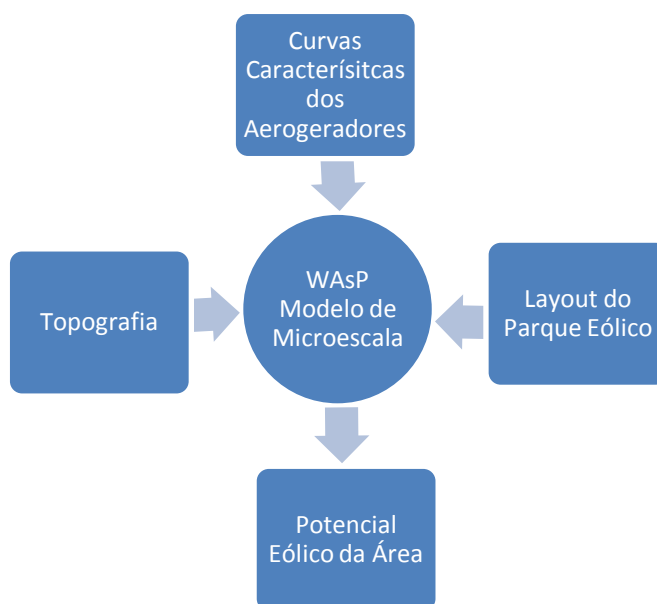 Curvas
Caracterísitcas
dos
Aerogeradores
Topografia
WAsP
Modelo de
Microescala
Layout do
Parque Eólico
Potencial
Eólico da Área